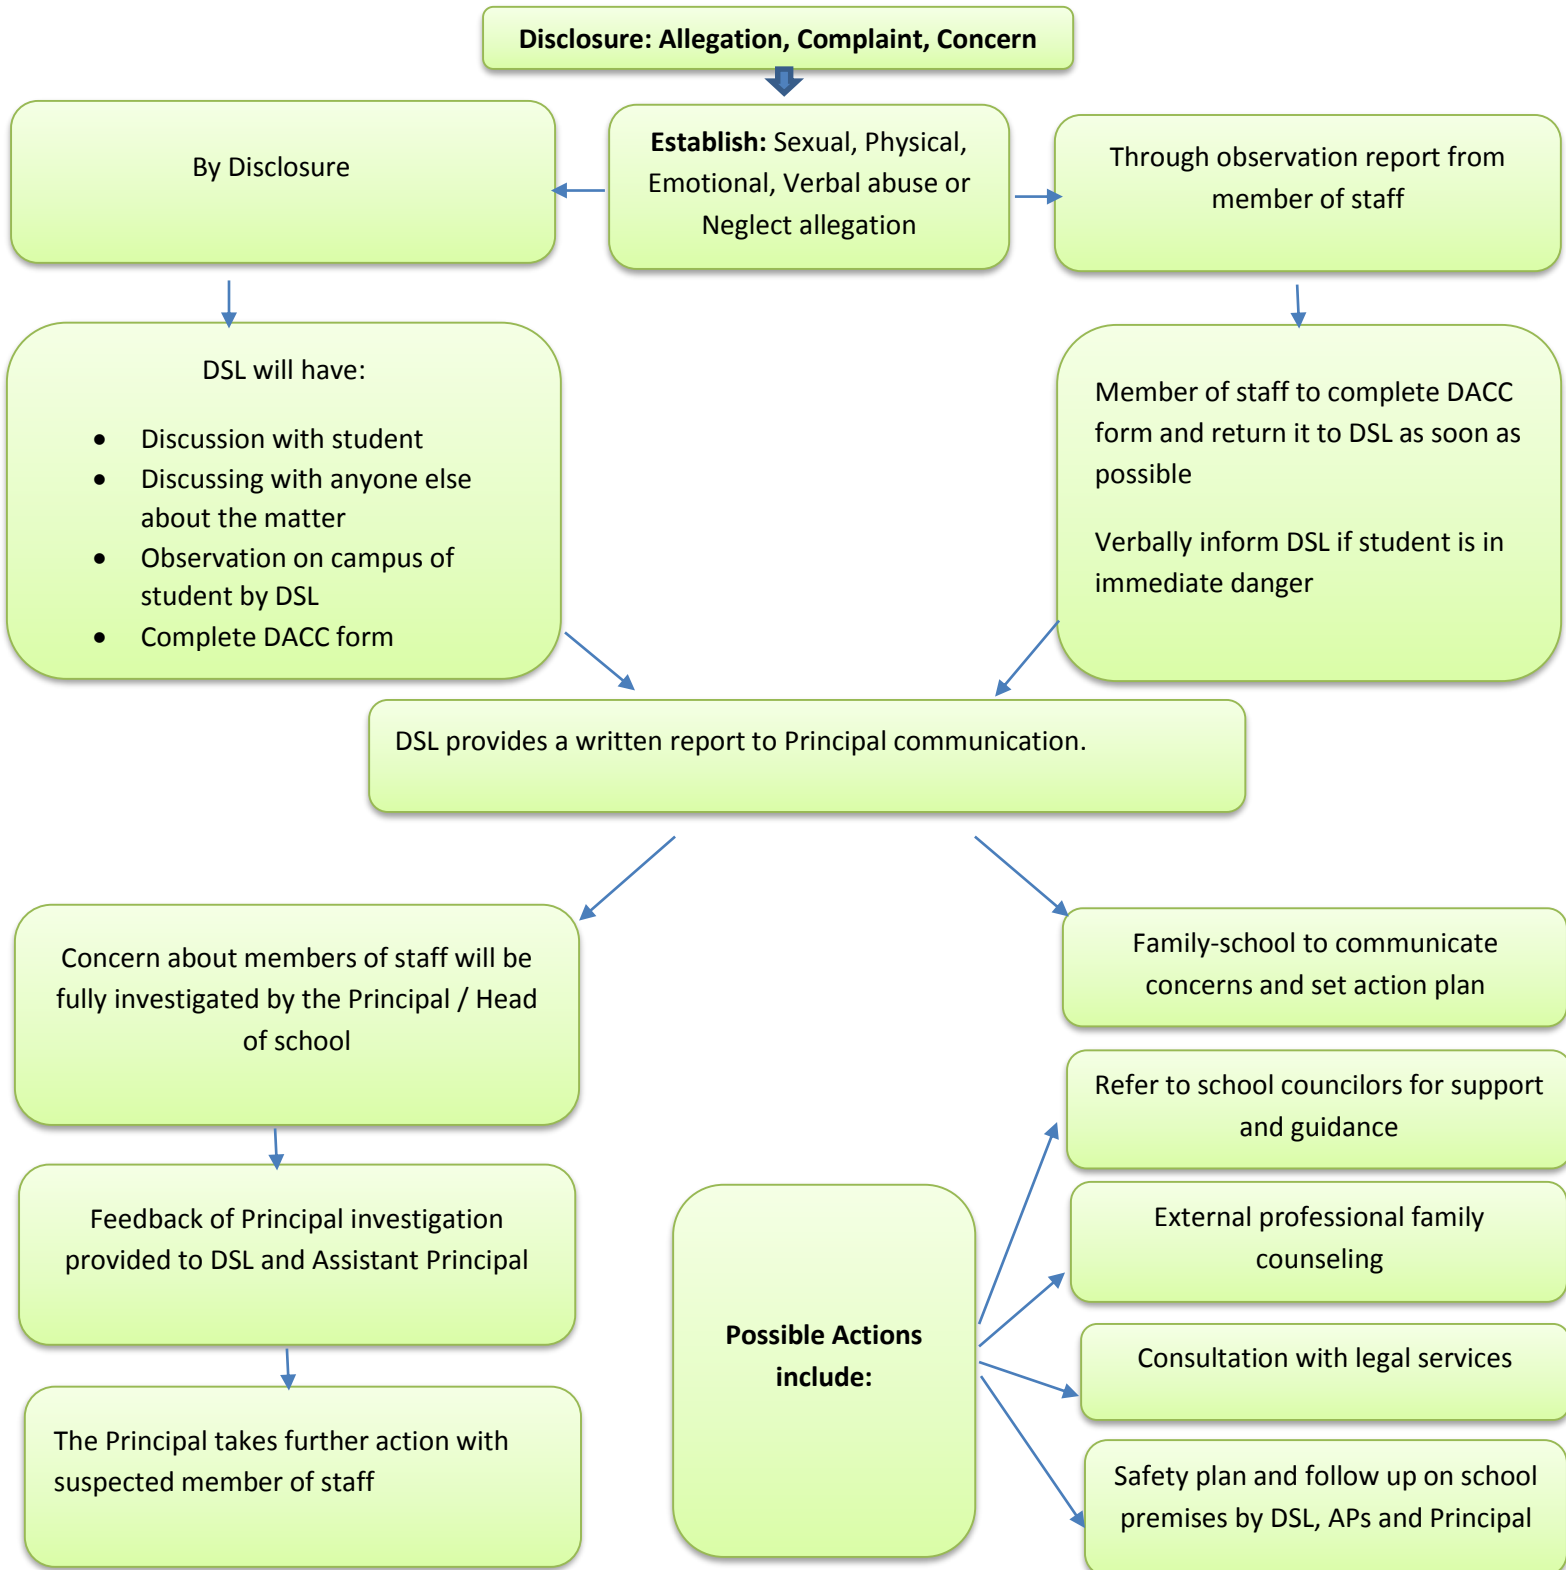 Disclosure: Allegation, Complaint, Concern
By Disclosure
Establish: Sexual, Physical,
Emotional, Verbal abuse or
Neglect allegation
Through observation report from
member of staff
DSL will have:
• Discussion with student
• Discussing with anyone else
about the matter
• Observation on campus of
student by DSL
• Complete DACC form
Member of staff to complete DACC
form and return it to DSL as soon as
possible
Verbally inform DSL if student is in
immediate danger
DSL provides a written report to Principal communication.
Concern about members of staff will be
fully investigated by the Principal / Head
of school
Feedback of Principal investigation
provided to DSL and Assistant Principal
The Principal takes further action with
suspected member of staff
Family-school to communicate
concerns and set action plan
Possible Actions
include:
Refer to school councilors for support
and guidance
External professional family
counseling
Consultation with legal services
Safety plan and follow up on school
premises by DSL, APs and Principal